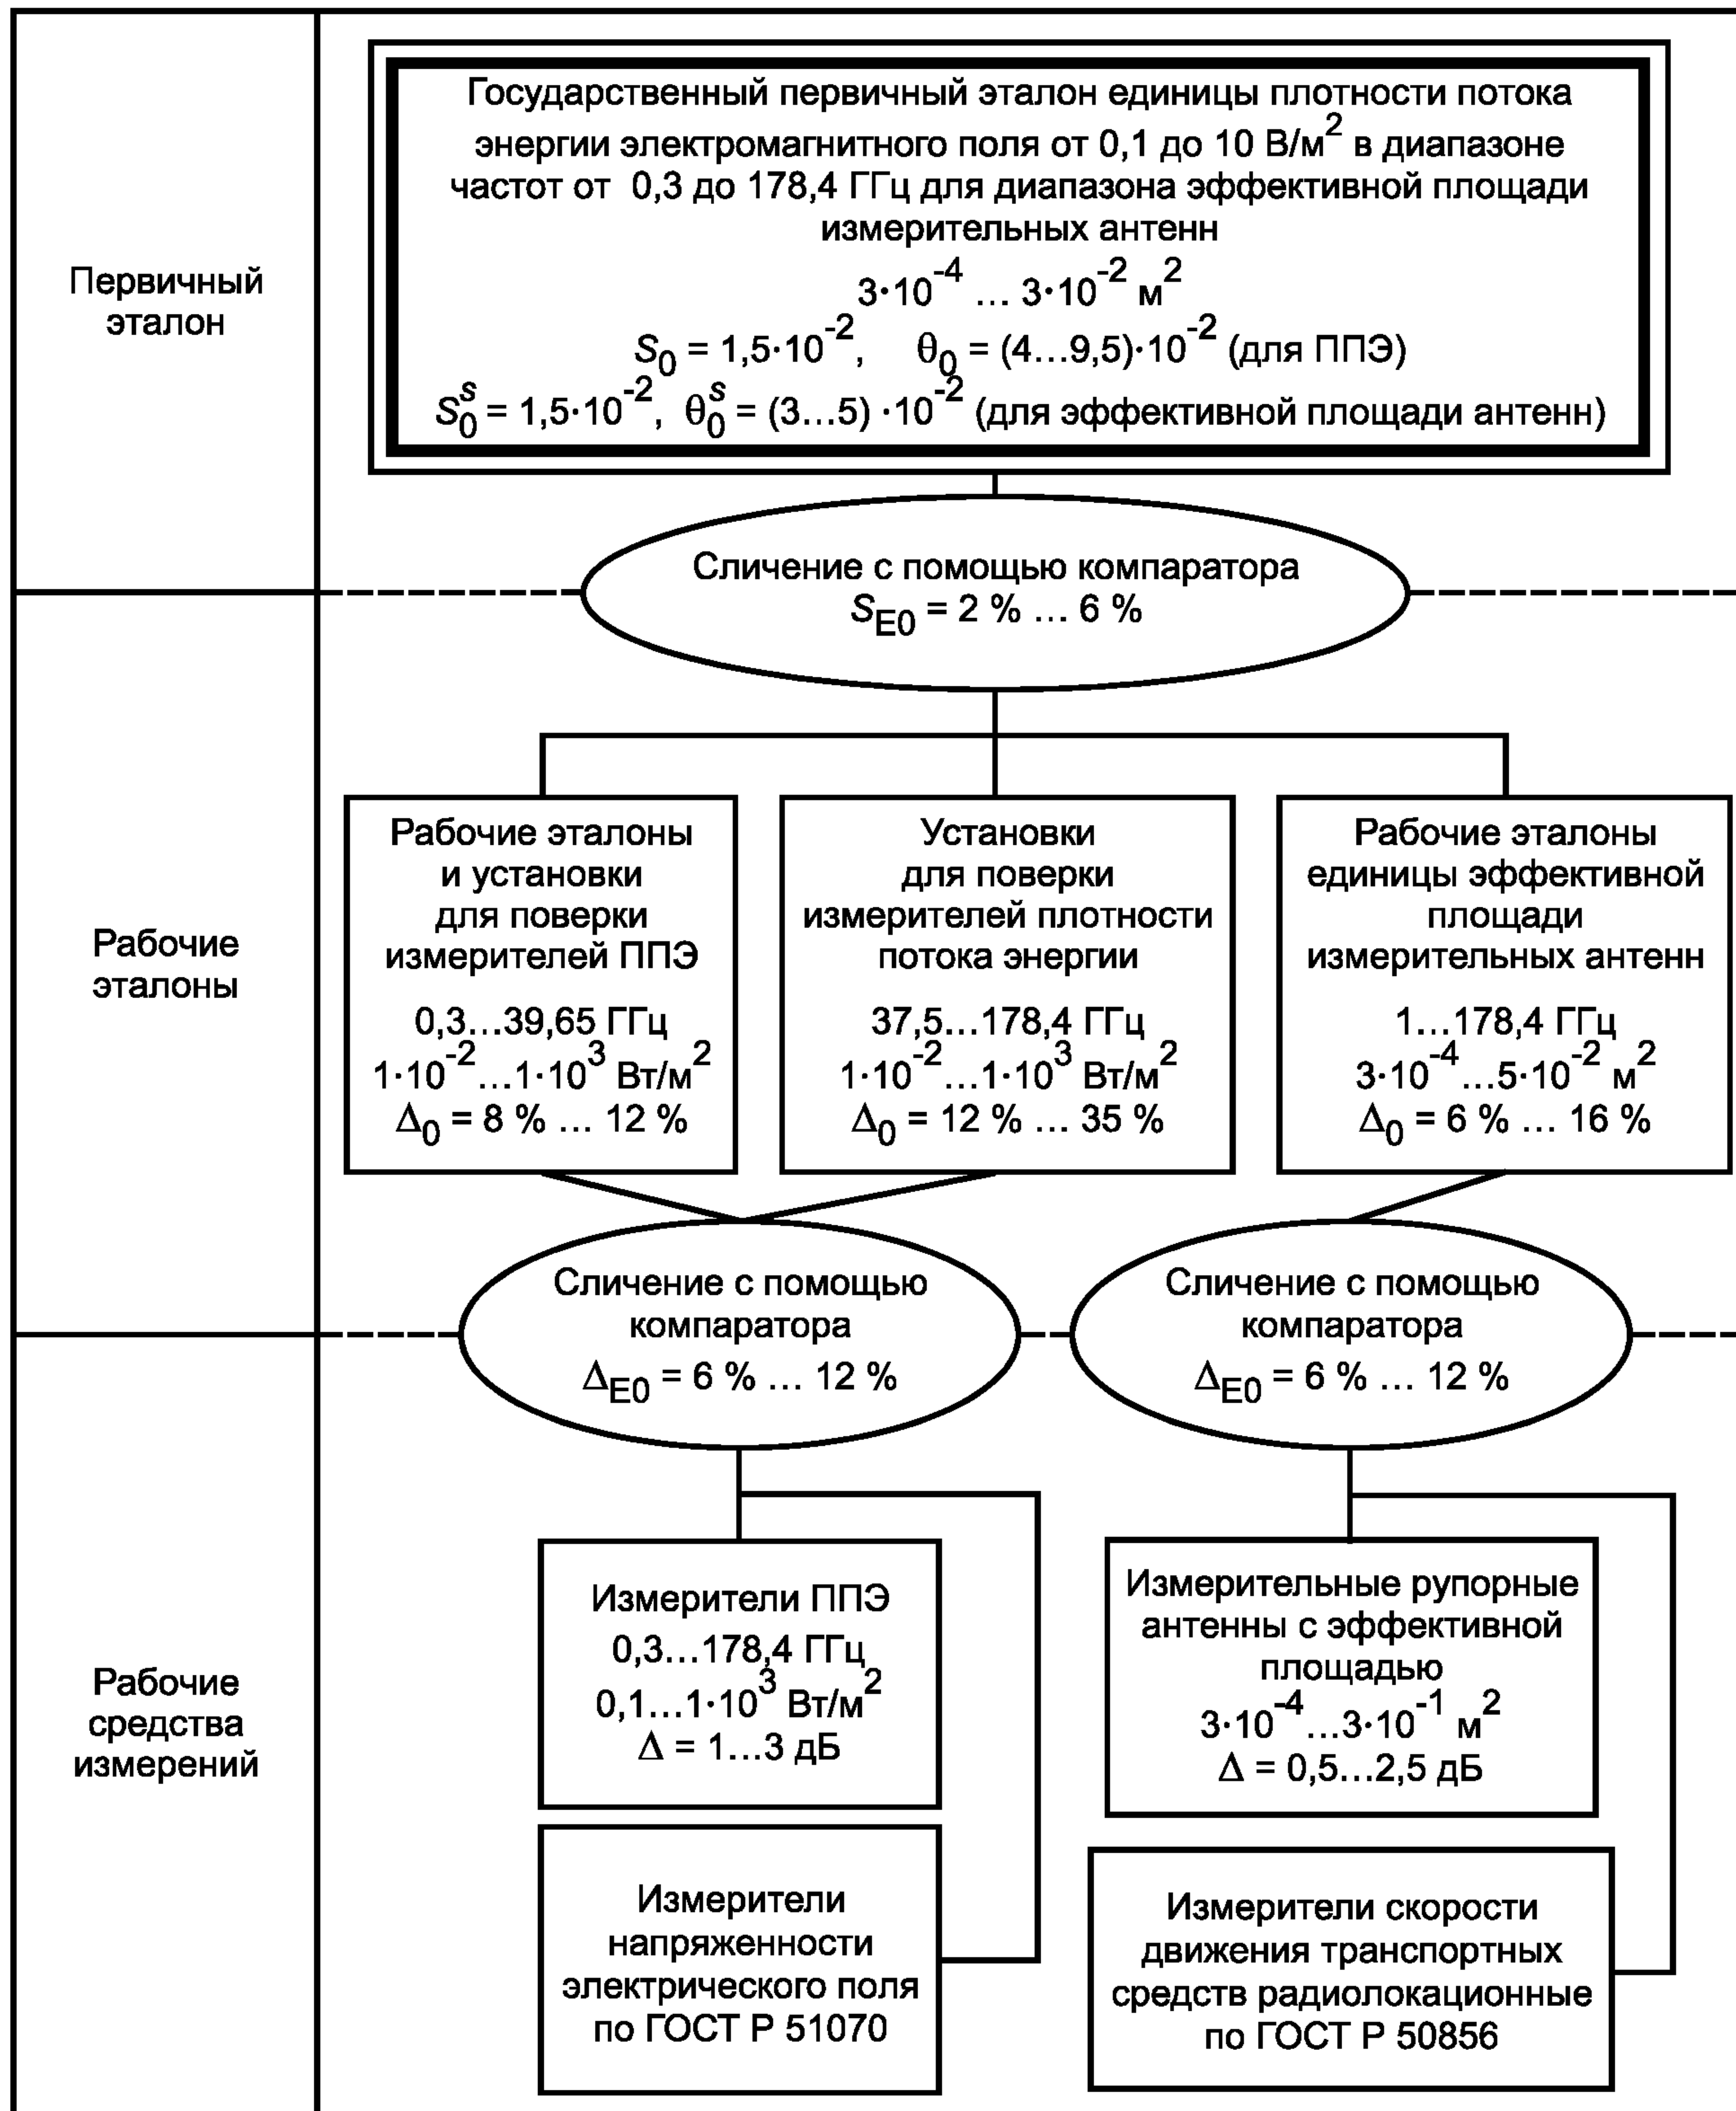 Первичный
эталон
Государственный первичный эталон единицы плотности потока
энергии электромагнитного поля от 0,1 до 10 В/м² в диапазоне
частот от 0,3 до 178,4 ГГц для диапазона эффективной площади
измерительных антенн
3·10⁻⁴ … 3·10⁻² м²
S₀ = 1,5·10⁻², θ₀ = (4…9,5)·10⁻² (для ППЭ)
S₀ˢ = 1,5·10⁻², θ₀ˢ = (3…5) ·10⁻² (для эффективной площади антенн)
Сличение с помощью компаратора
S_E0 = 2 % … 6 %
Рабочие
эталоны
Рабочие эталоны
и установки
для поверки
измерителей ППЭ
0,3…39,65 ГГц
1·10⁻²…1·10³ Вт/м²
Δ₀ = 8 % … 12 %
Установки
для поверки
измерителей плотности
потока энергии
37,5…178,4 ГГц
1·10⁻²…1·10³ Вт/м²
Δ₀ = 12 % … 35 %
Рабочие эталоны
единицы эффективной
площади
измерительных антенн
1…178,4 ГГц
3·10⁻⁴…5·10⁻² м²
Δ₀ = 6 % … 16 %
Сличение с помощью
компаратора
Δ_E0 = 6 % … 12 %
Сличение с помощью
компаратора
Δ_E0 = 6 % … 12 %
Рабочие
средства
измерений
Измерители ППЭ
0,3…178,4 ГГц
0,1…1·10³ Вт/м²
Δ = 1…3 дБ
Измерительные рупорные
антенны с эффективной
площадью
3·10⁻⁴…3·10⁻¹ м²
Δ = 0,5…2,5 дБ
Измерители
напряженности
электрического поля
по ГОСТ Р 51070
Измерители скорости
движения транспортных
средств радиолокационные
по ГОСТ Р 50856